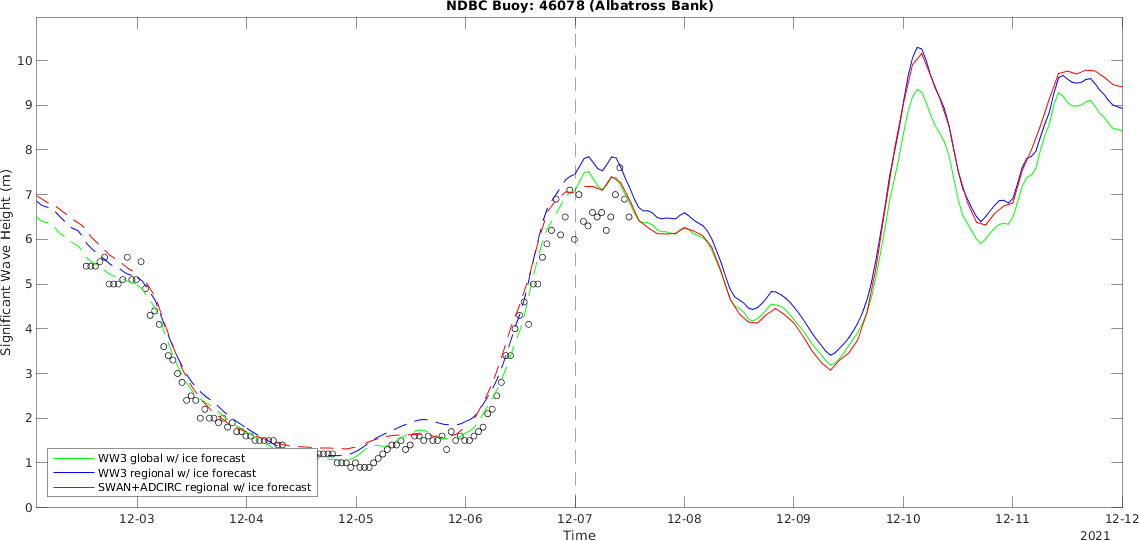 NDBC Buoy: 46078 (Albatross Bank)
Significant Wave Height (m)
10
9
8
7
6
5
4
3
2
1
0
WW3 global w/ ice forecast
WW3 regional w/ ice forecast
SWAN+ADCIRC regional w/ ice forecast
12-03 12-04 12-05 12-06 12-07 12-08 12-09 12-10 12-11 12-12
Time
2021